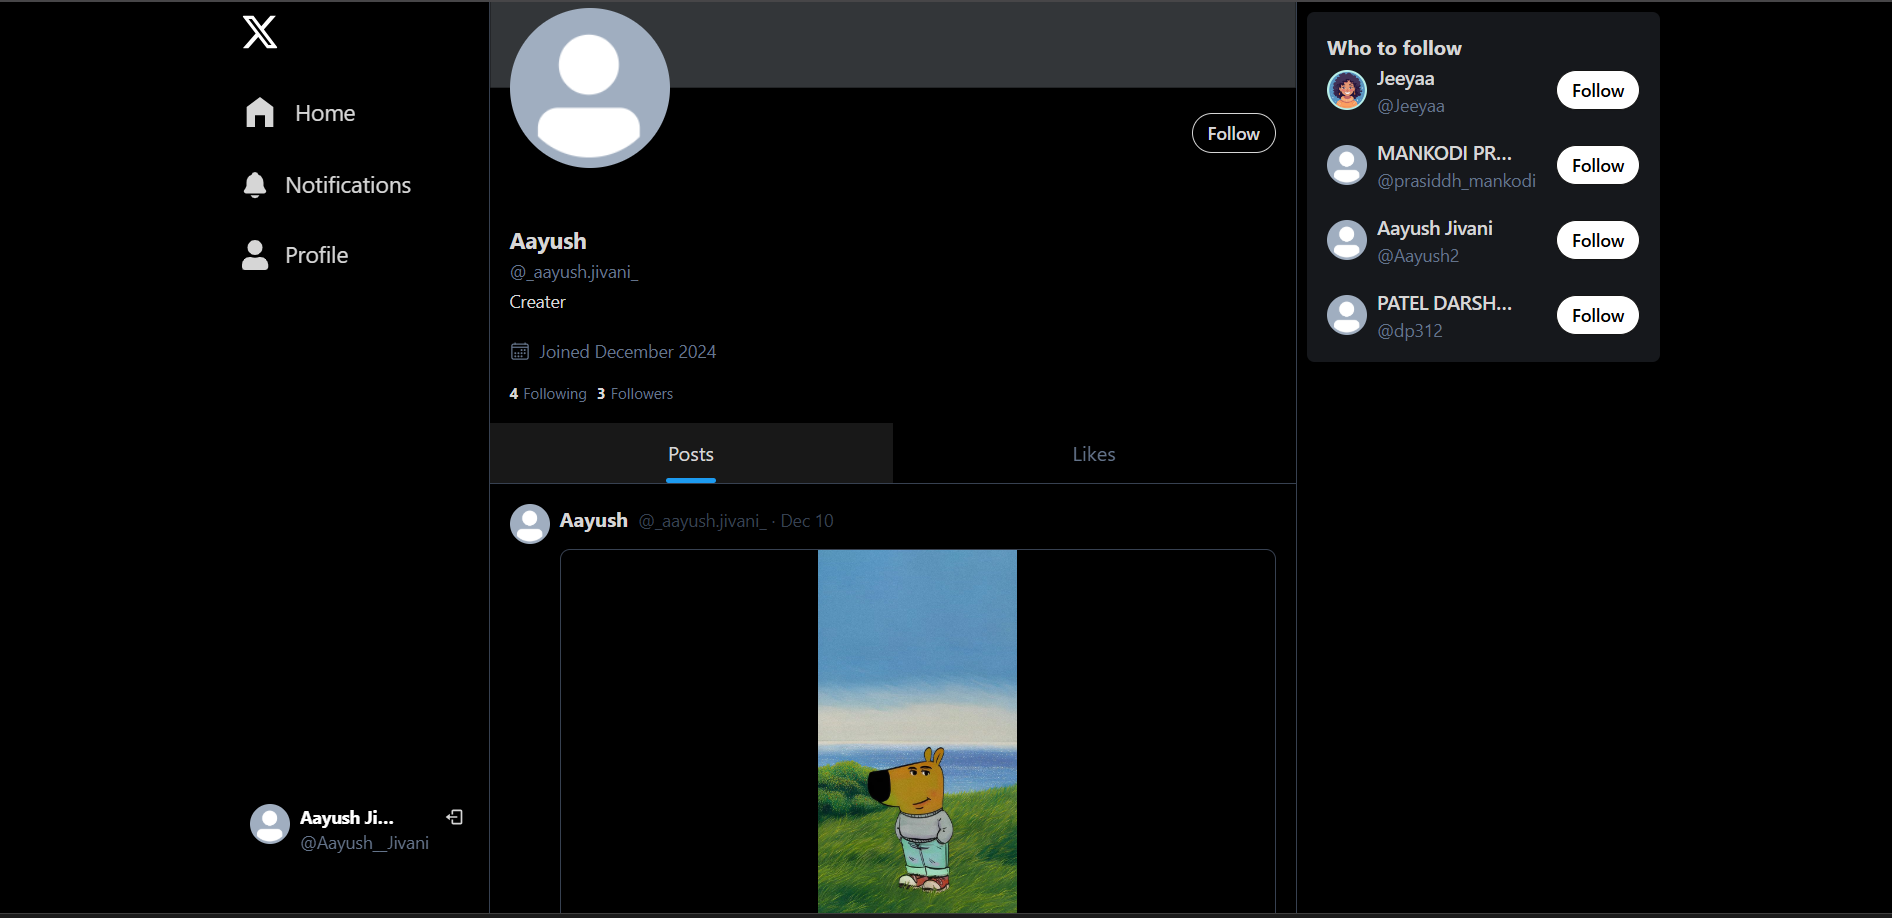 Home
Notifications
Profile
Aayush Ji...
@Aayush__Jivani
Follow
Aayush
@_aayush.jivani_
Creater
Joined December 2024
4 Following 3 Followers
Posts
Likes
Aayush @_aayush.jivani_ · Dec 10
Who to follow
Jeeyaa
@Jeeyaa
Follow
MANKODI PR...
@prasiddh_mankodi
Follow
Aayush Jivani
@Aayush2
Follow
PATEL DARSH...
@dp312
Follow